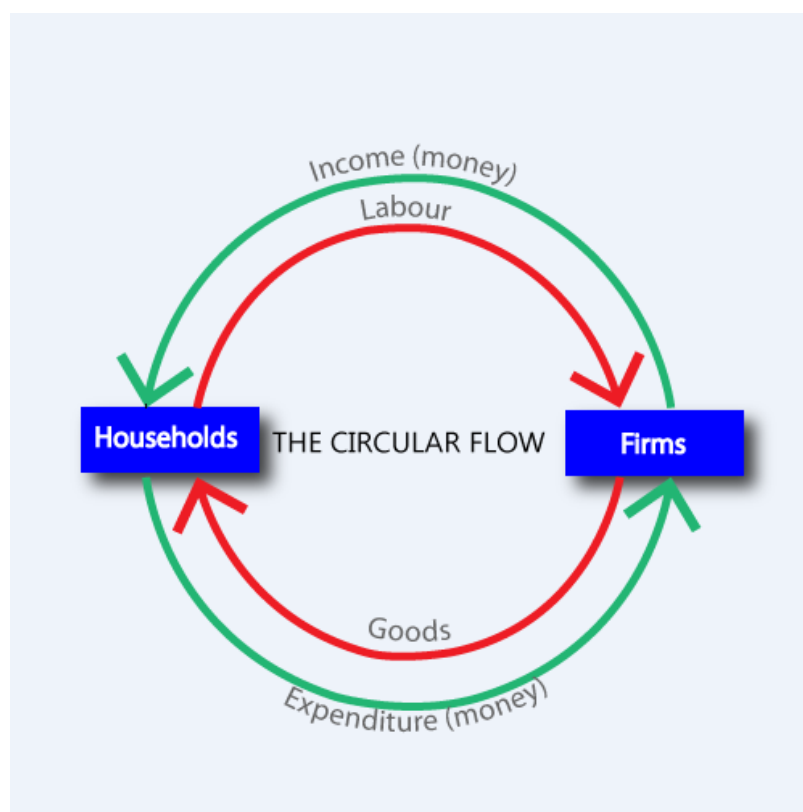 Income (money)
Labour
Households
THE CIRCULAR FLOW
Firms
Goods
Expenditure (money)